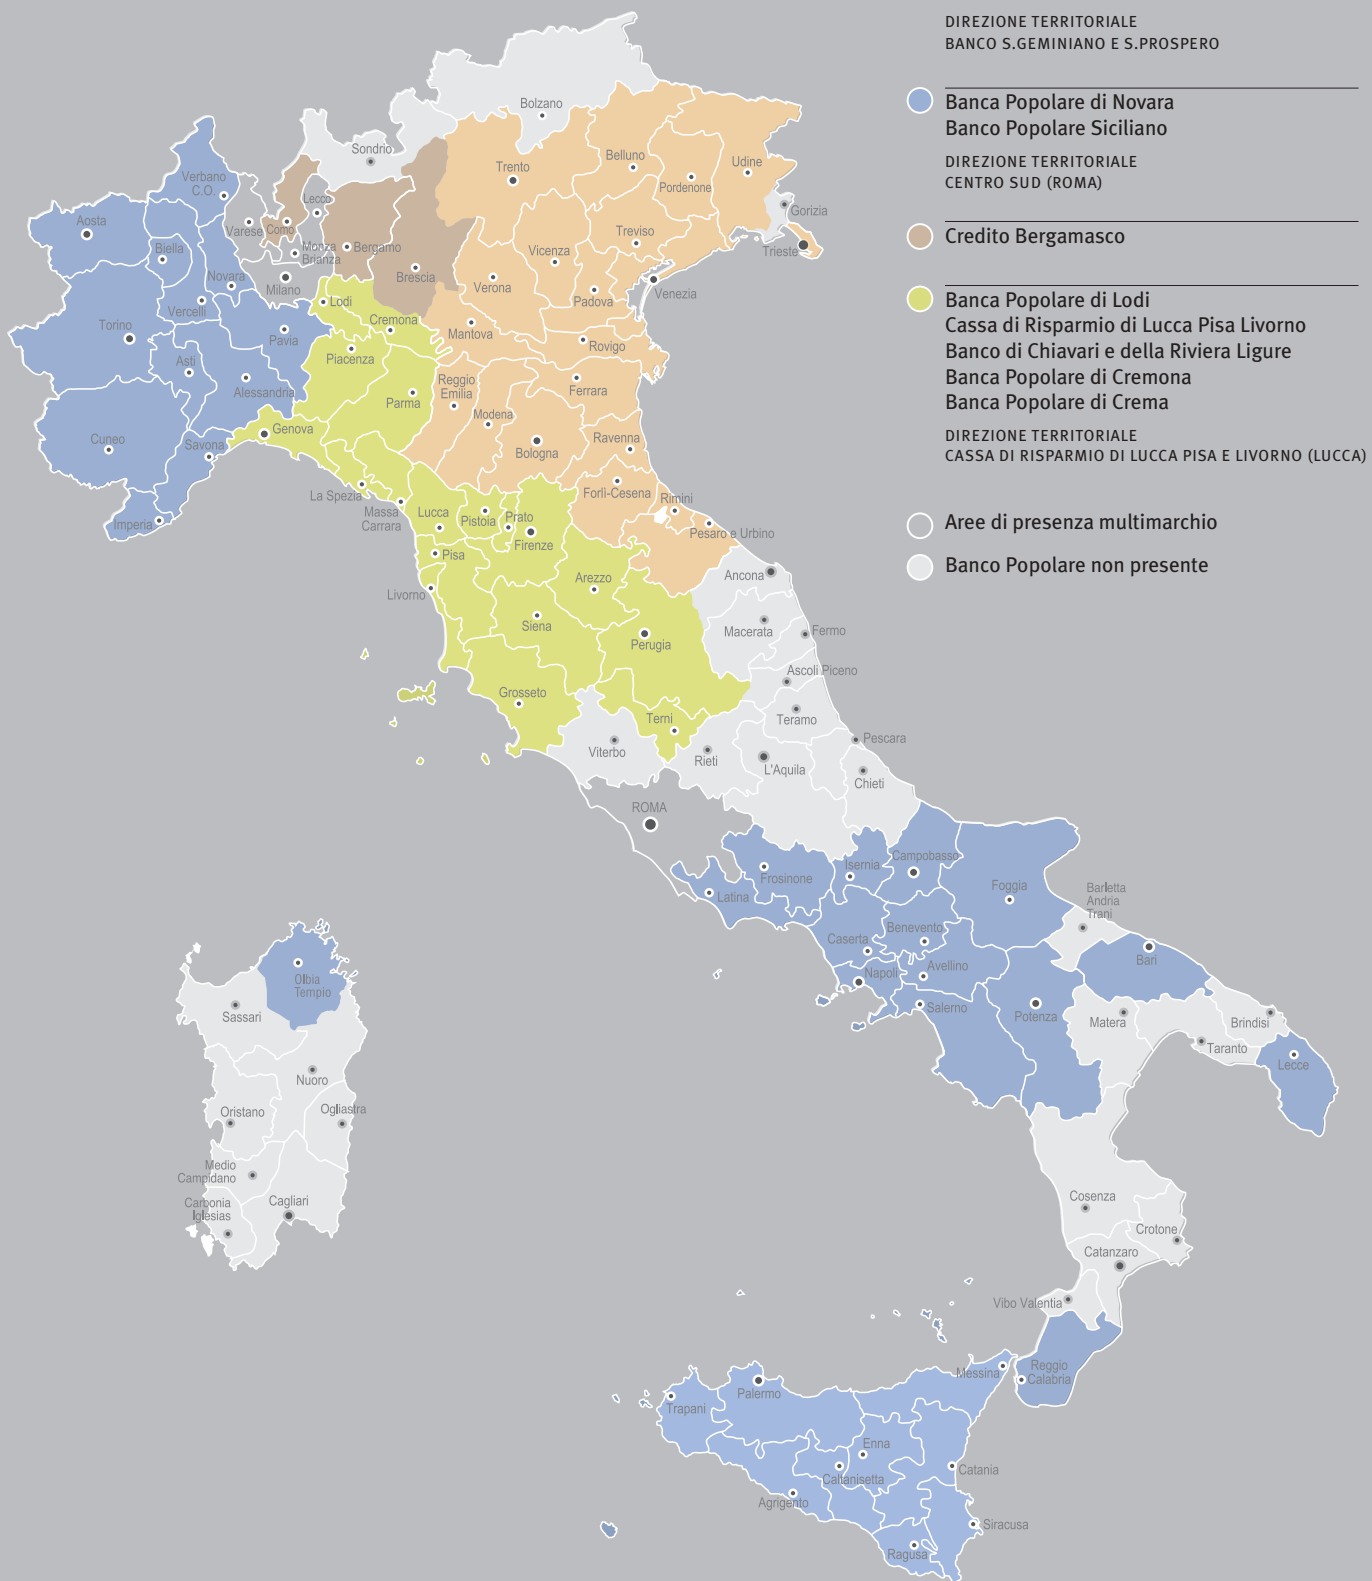 DIREZIONE TERRITORIALE
BANCO S.GEMINIANO E S.PROSPERO
Banca Popolare di Novara
Banco Popolare Siciliano
DIREZIONE TERRITORIALE
CENTRO SUD (ROMA)
Credito Bergamasco
Banca Popolare di Lodi
Cassa di Risparmio di Lucca Pisa Livorno
Banco di Chiavari e della Riviera Ligure
Banca Popolare di Cremona
Banca Popolare di Crema
DIREZIONE TERRITORIALE
CASSA DI RISPARMIO DI LUCCA PISA E LIVORNO (LUCCA)
Aree di presenza multimarchio
Banco Popolare non presente
Bolzano
Sondrio
Trento
Belluno
Pordenone
Udine
Gorizia
Trieste
Verbano
C.O.
Aosta
Biella
Varese
Como
Lecco
Monza
Brianza
Bergamo
Brescia
Vicenza
Treviso
Verona
Padova
Venezia
Novara
Milano
Vercelli
Lodi
Torino
Pavia
Cremona
Mantova
Rovigo
Asti
Piacenza
Alessandria
Parma
Reggio
Emilia
Ferrara
Modena
Cuneo
Savona
Genova
Bologna
Ravenna
La Spezia
Massa
Carrara
Imperia
Lucca
Pistoia
Prato
Firenze
Forlì-Cesena
Rimini
Pesaro e Urbino
Pisa
Livorno
Arezzo
Ancona
Siena
Perugia
Macerata
Fermo
Ascoli Piceno
Grosseto
Terni
Teramo
Viterbo
Rieti
L'Aquila
Pescara
Chieti
ROMA
Latina
Frosinone
Isernia
Campobasso
Foggia
Barletta
Andria
Trani
Caserta
Benevento
Bari
Napoli
Avellino
Salerno
Potenza
Matera
Brindisi
Taranto
Lecce
Olbia
Tempio
Sassari
Nuoro
Oristano
Ogliastra
Medio
Campidano
Carbonia
Iglesias
Cagliari
Cosenza
Crotone
Catanzaro
Vibo Valentia
Reggio
Calabria
Messina
Palermo
Trapani
Enna
Caltanisetta
Catania
Agrigento
Siracusa
Ragusa